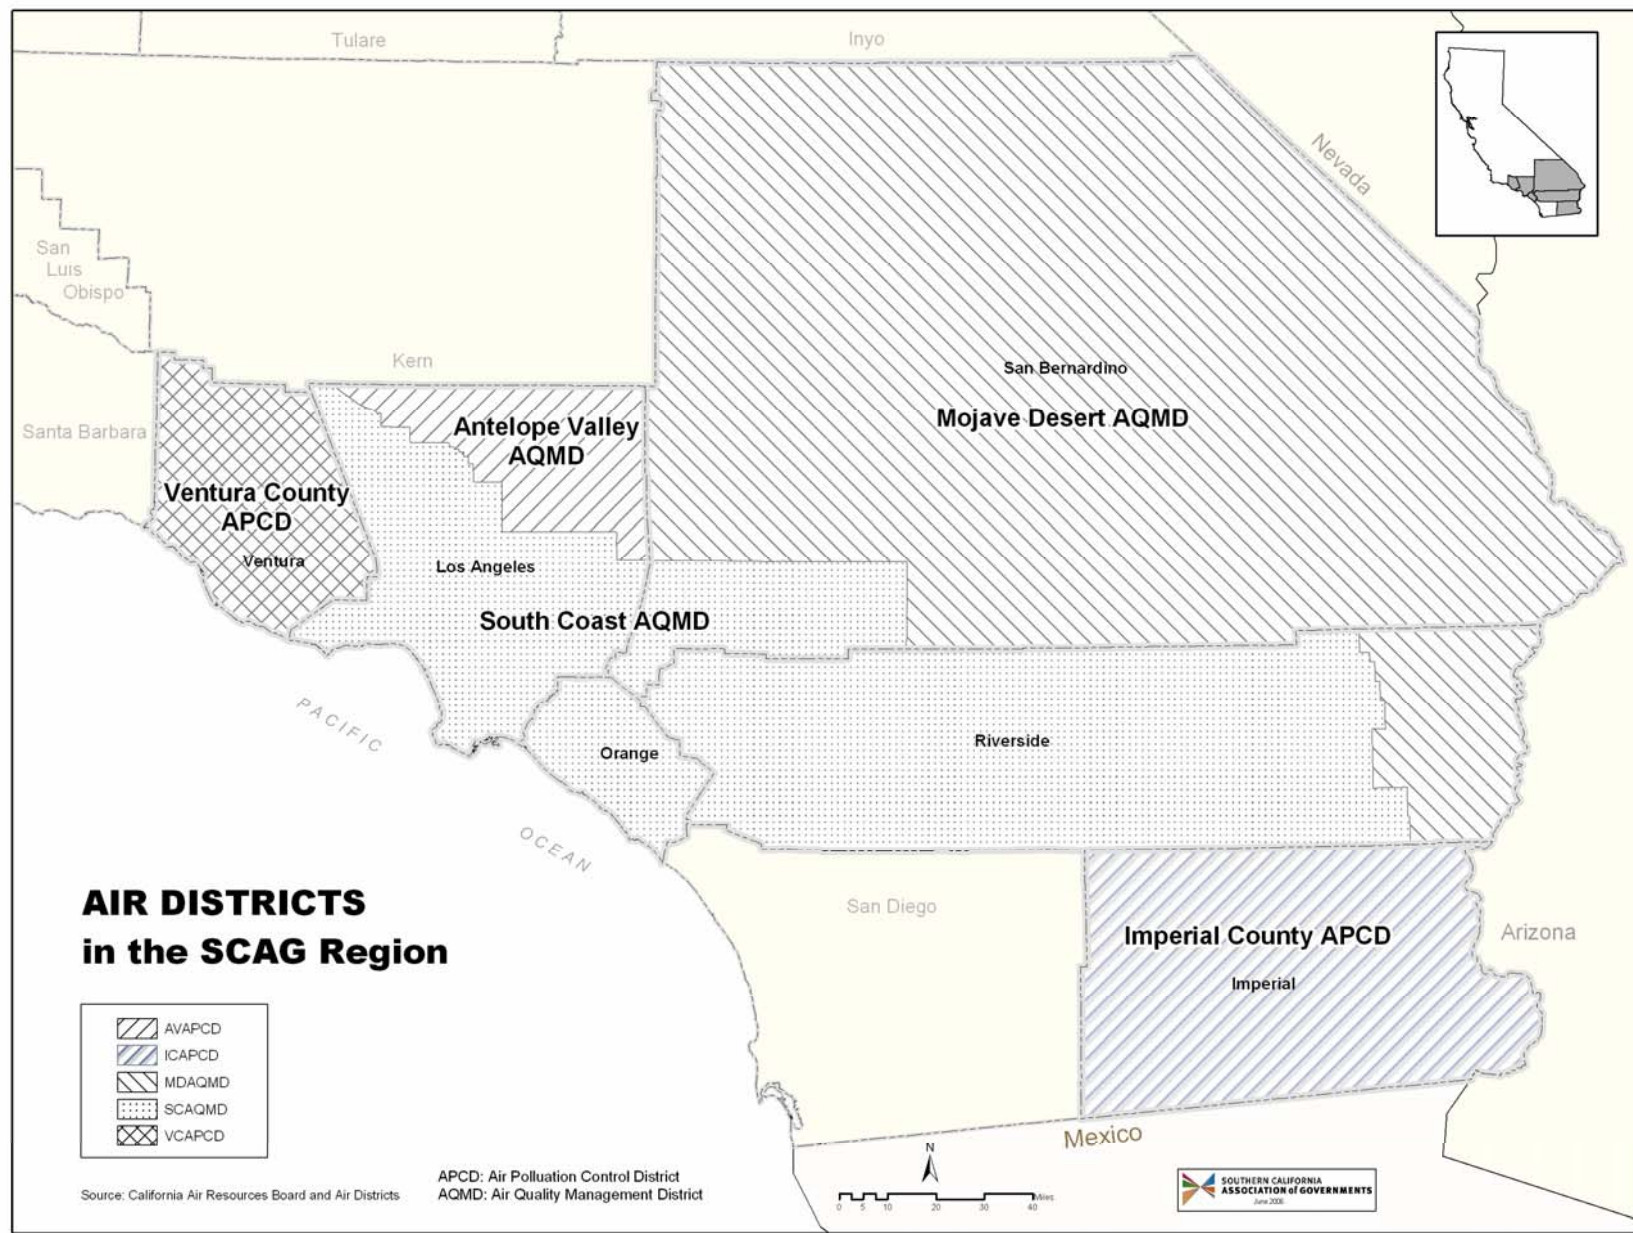 Tulare
Inyo
Nevada
San
Luis
Obispo
Kern
San Bernardino
Mojave Desert AQMD
Santa Barbara
Antelope Valley
AQMD
Ventura County
APCD
Ventura
Los Angeles
South Coast AQMD
PACIFIC
Orange
Riverside
OCEAN
AIR DISTRICTS
in the SCAG Region
San Diego
Imperial County APCD
Imperial
Arizona
AVAPCD
ICAPCD
MDAQMD
SCAQMD
VCAPCD
Mexico
N
APCD: Air Polluation Control District
AQMD: Air Quality Management District
Source: California Air Resources Board and Air Districts
Miles
0 5 10 20 30 40
SOUTHERN CALIFORNIA
ASSOCIATION of GOVERNMENTS
June 2006